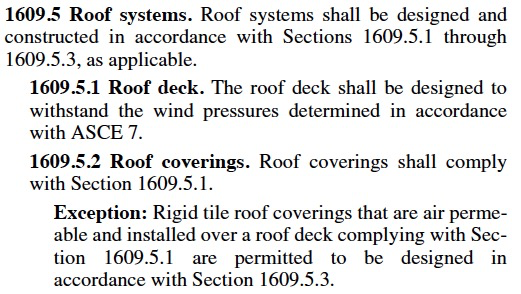 1609.5 Roof systems. Roof systems shall be designed and
constructed in accordance with Sections 1609.5.1 through
1609.5.3, as applicable.
1609.5.1 Roof deck. The roof deck shall be designed to
withstand the wind pressures determined in accordance
with ASCE 7.
1609.5.2 Roof coverings. Roof coverings shall comply
with Section 1609.5.1.
Exception: Rigid tile roof coverings that are air perme-
able and installed over a roof deck complying with Sec-
tion 1609.5.1 are permitted to be designed in
accordance with Section 1609.5.3.